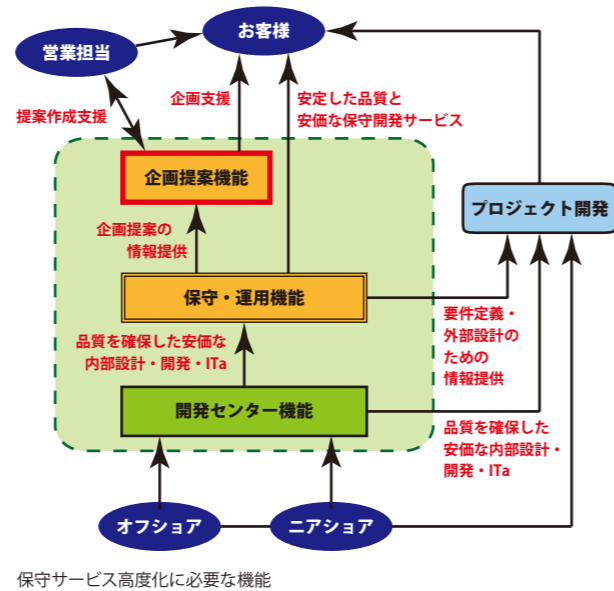 お客様
営業担当
企画支援
安定した品質と
安価な保守開発サービス
提案作成支援
企画提案機能
プロジェクト開発
企画提案の
情報提供
保守・運用機能
要件定義・
外部設計の
ための
情報提供
品質を確保した安価な
内部設計・開発・ITa
開発センター機能
品質を確保した
安価な内部設計・
開発・ITa
オフショア
ニアショア
保守サービス高度化に必要な機能